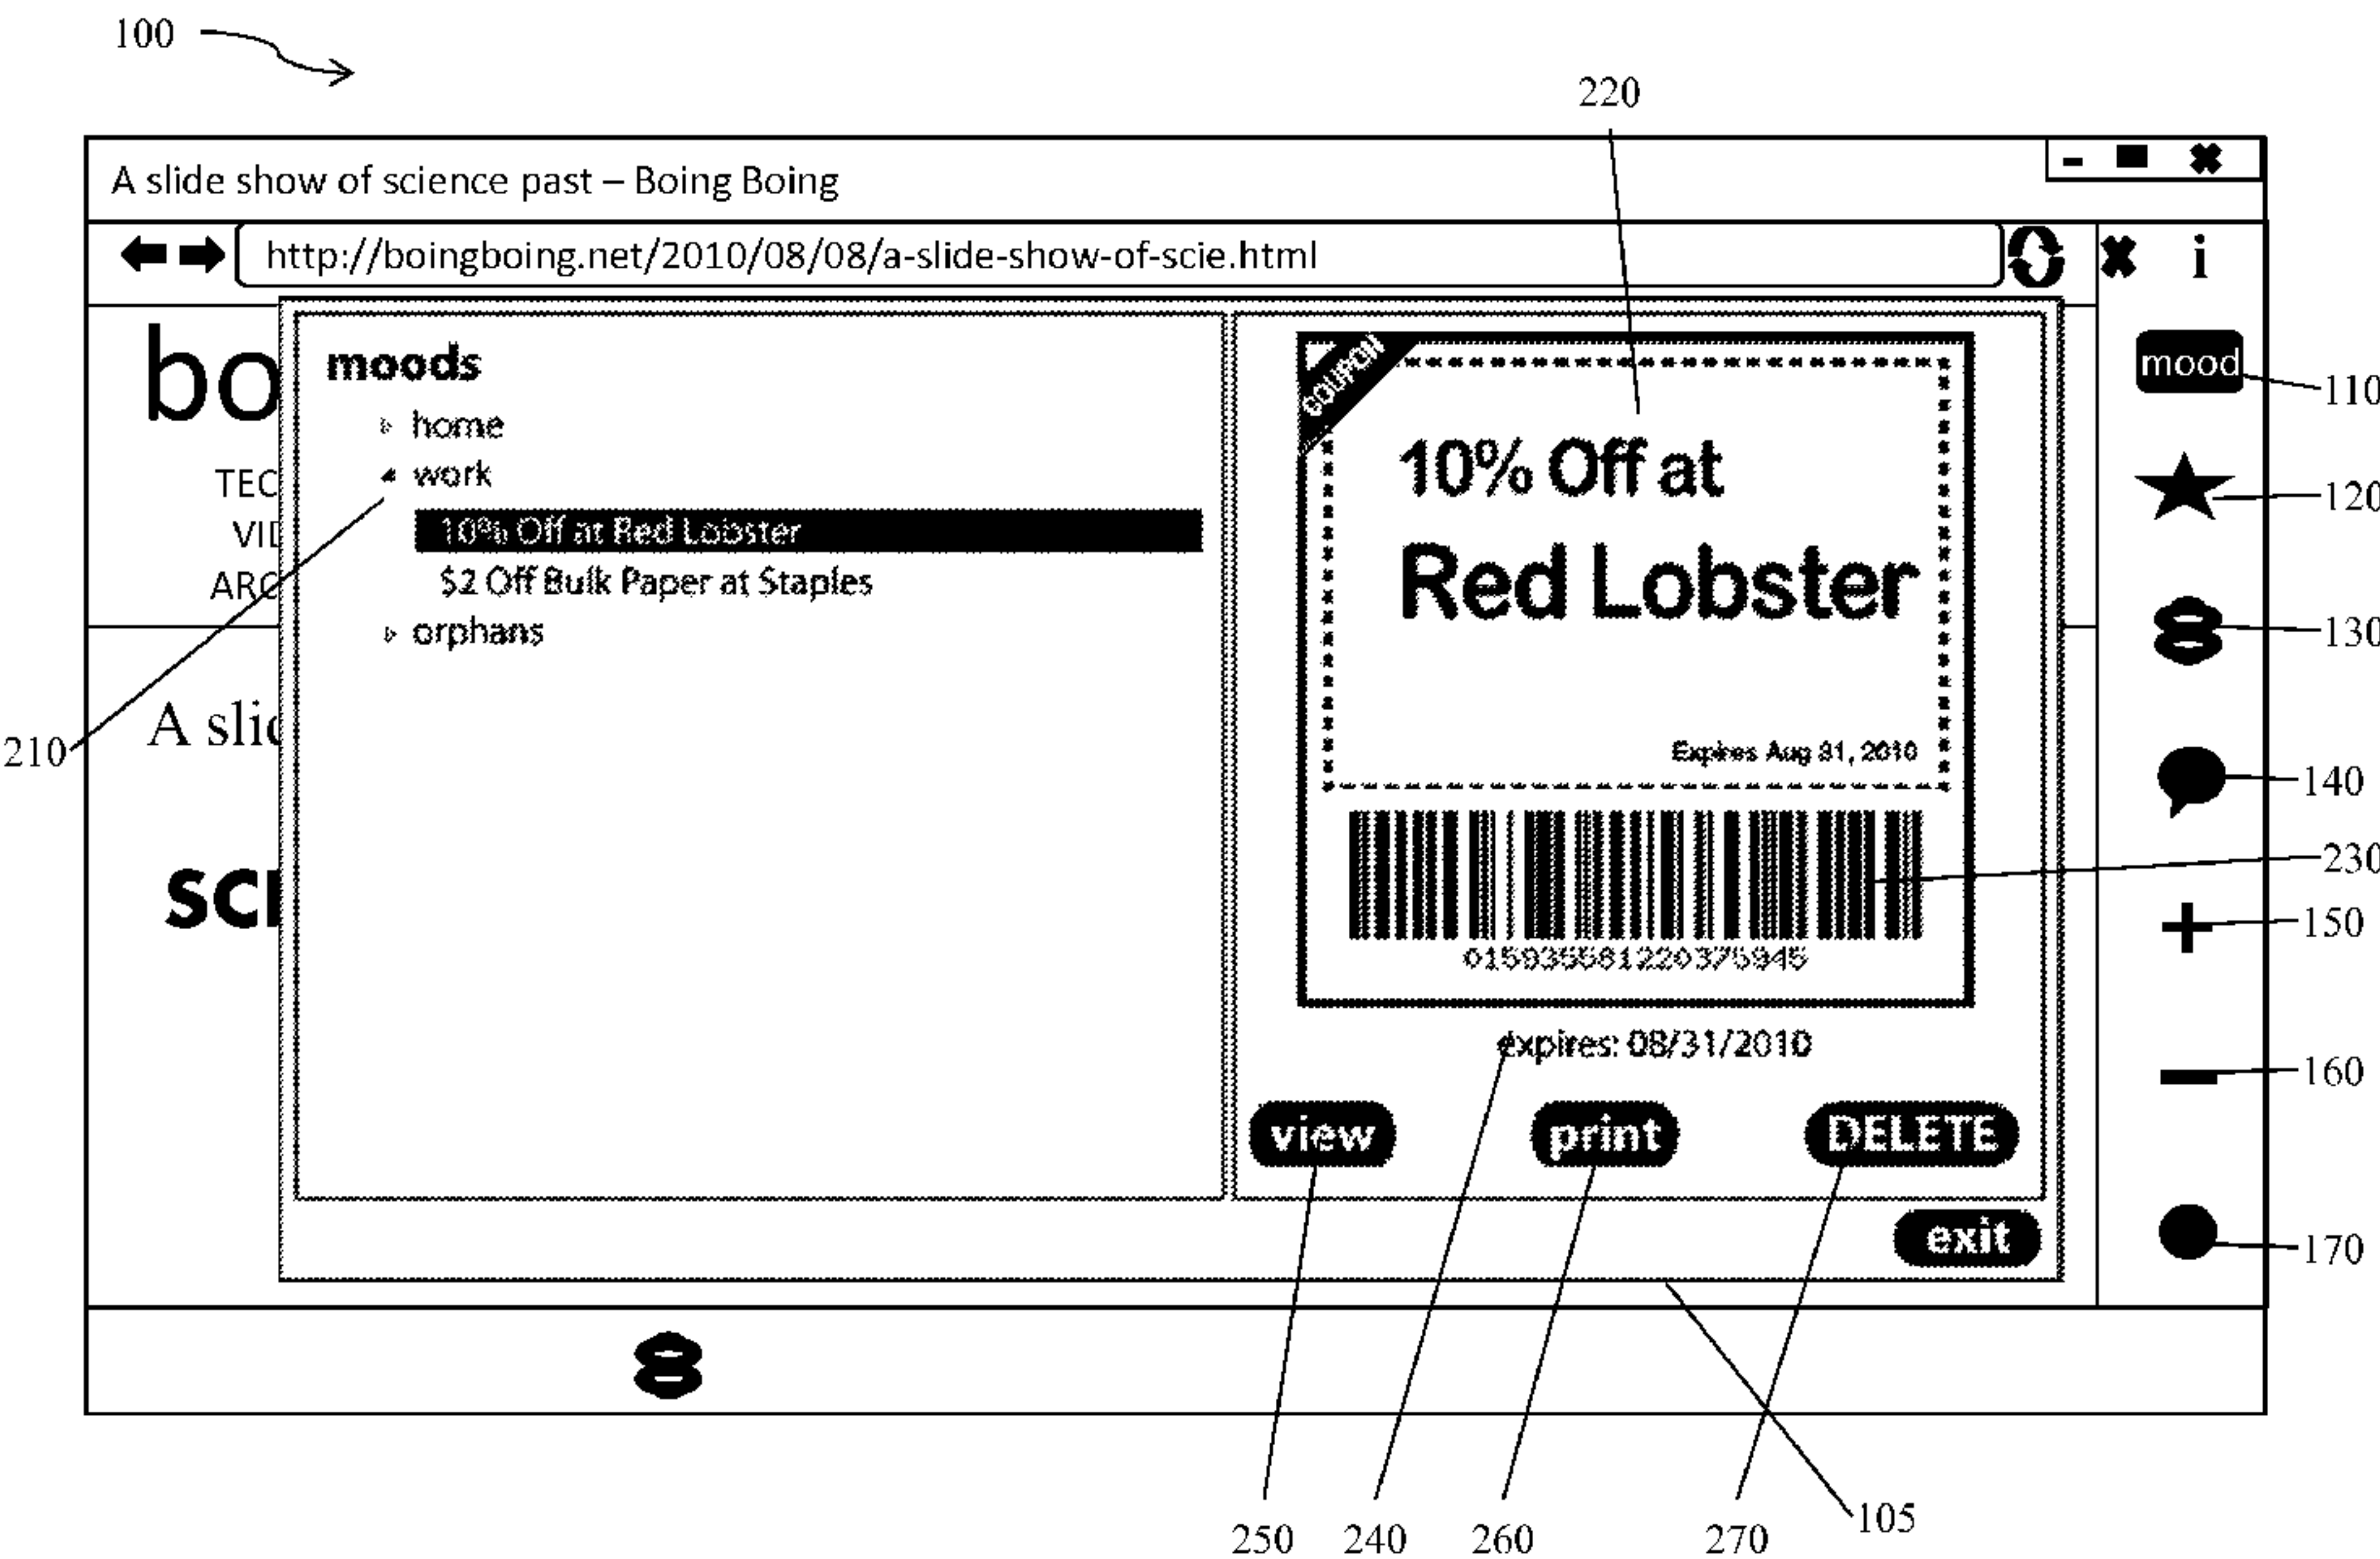 100
220
A slide show of science past – Boing Boing
http://boingboing.net/2010/08/08/a-slide-show-of-scie.html
i
bo
TEC
VI
ARC
A slid
SCI
210
moods
home
work
10% Off at Red Lobster
$2 Off Bulk Paper at Staples
orphans
COUPON
10% Off at
Red Lobster
Expires Aug 31, 2010
expires: 08/31/2010
view
print
DELETE
exit
mood
110
120
130
140
230
150
160
170
250
240
260
270
105